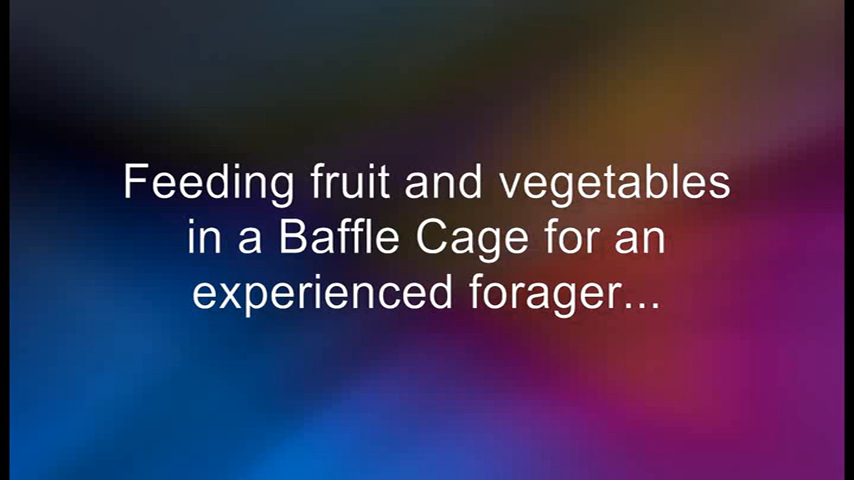 Feeding fruit and vegetables
in a Baffle Cage for an
experienced forager...